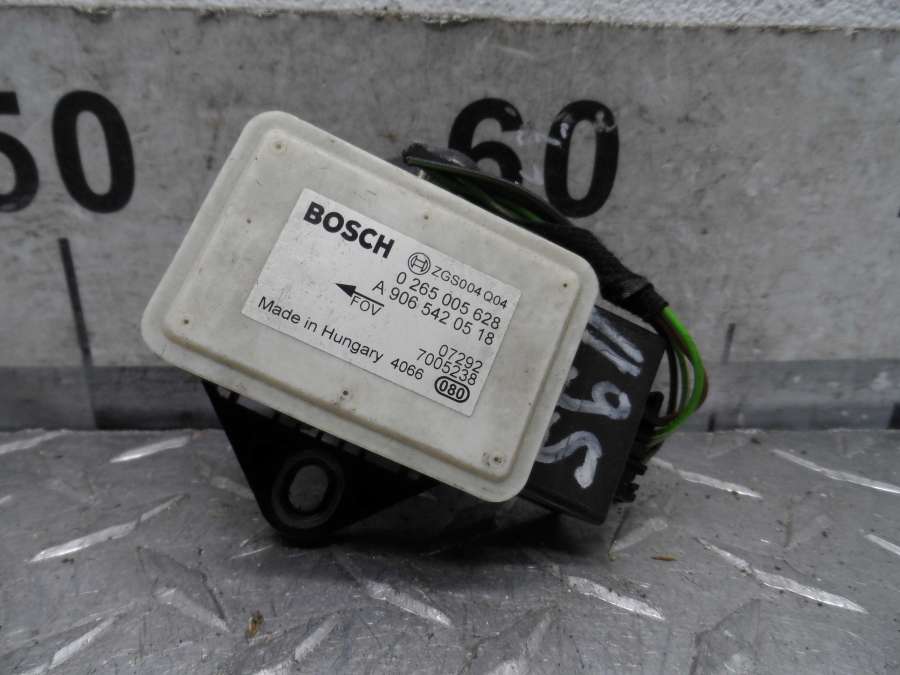 50
60
BOSCH
ZGS004 Q04
0 265 005 628
A 906 542 05 18
FOV
07292
7005238
Made in Hungary 4066
080